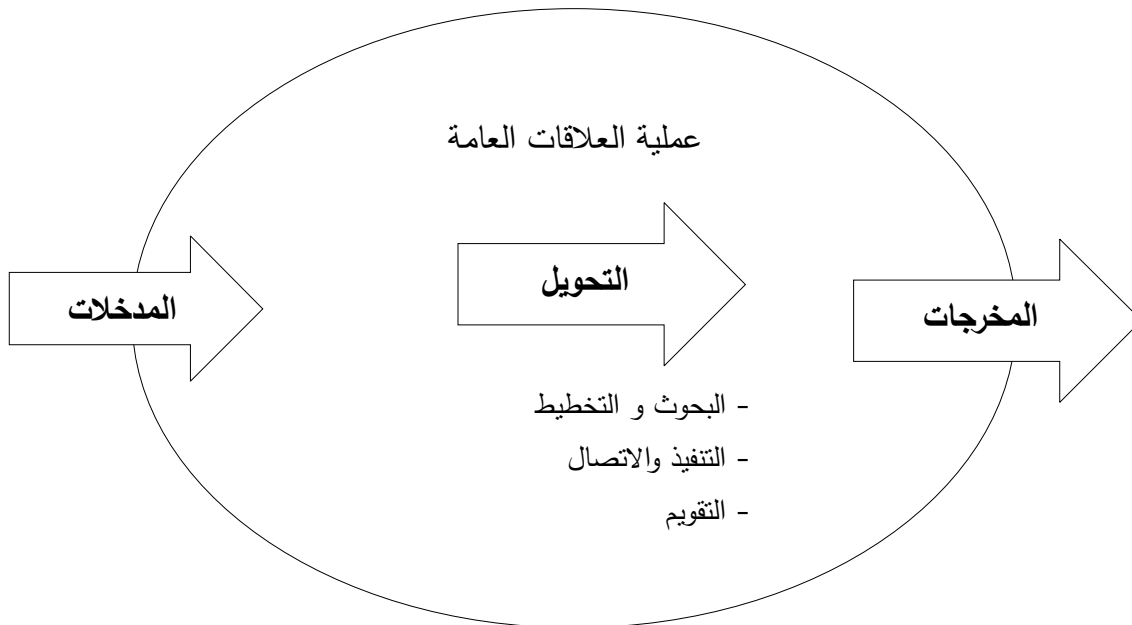 عملية العلاقات العامة
المدخلات
التحويل
المخرجات
- البحوث و التخطيط
- التنفيذ والاتصال
- التقويم